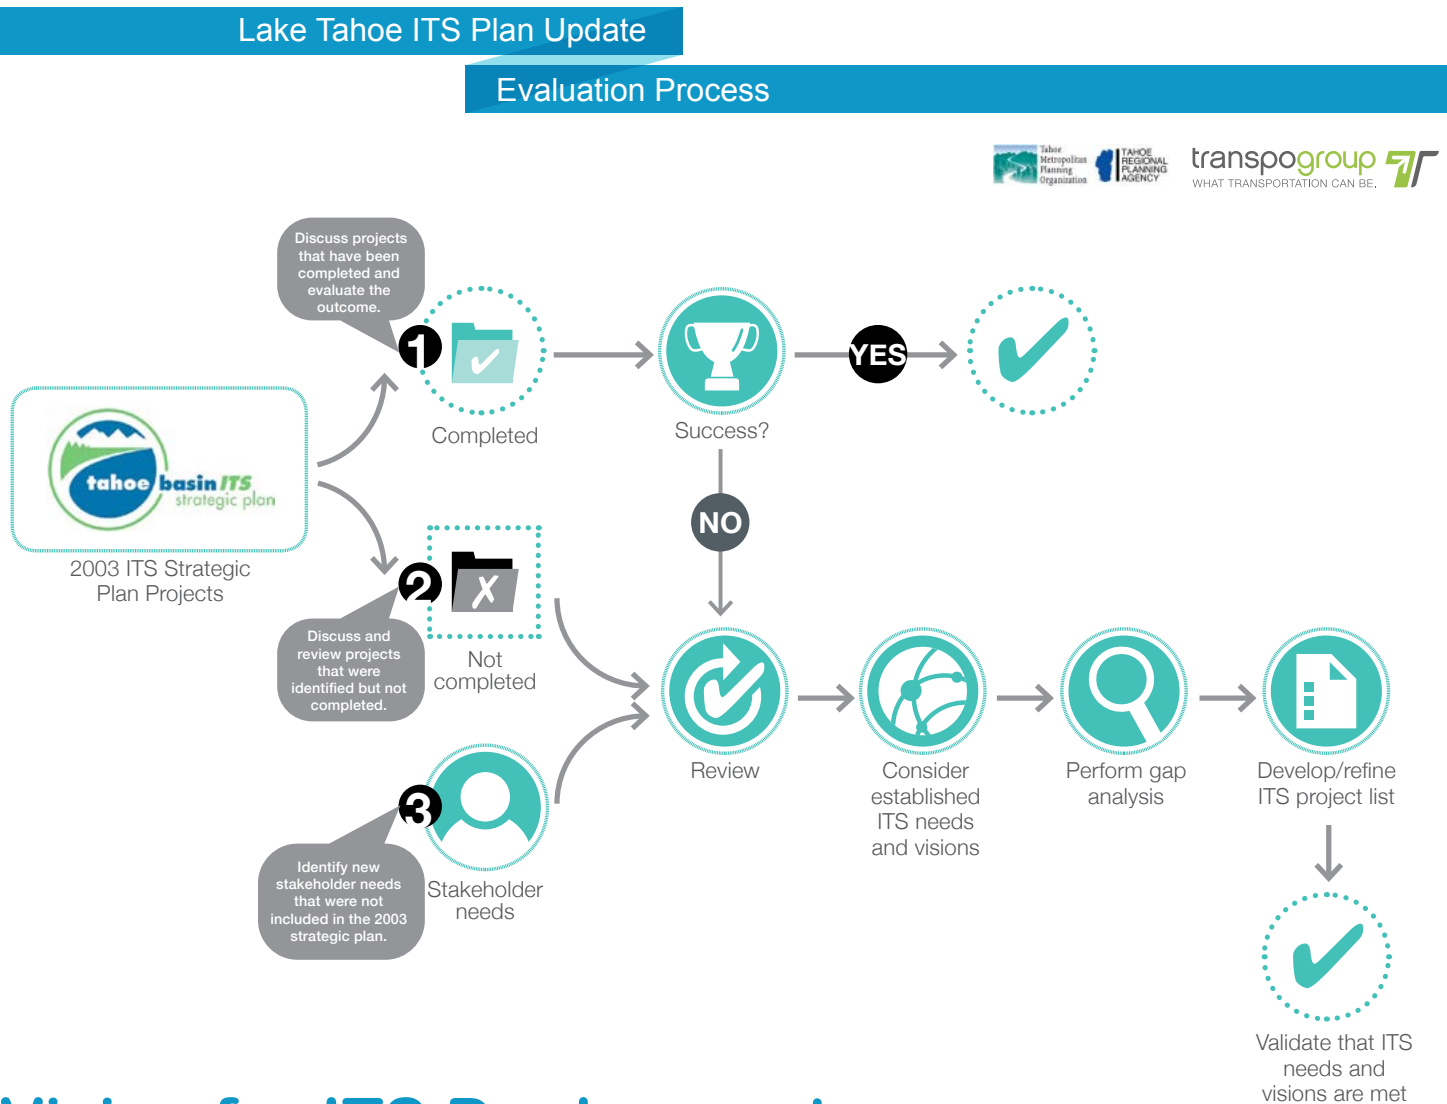 Lake Tahoe ITS Plan Update
Evaluation Process
Tahoe
Metropolitan
Planning
Organization
TAHOE
REGIONAL
PLANNING
AGENCY
transpogroup
WHAT TRANSPORTATION CAN BE.
Discuss projects
that have been
completed and
evaluate the
outcome.
1
Completed
Success?
YES
NO
tahoe basin ITS
strategic plan
2003 ITS Strategic
Plan Projects
2
Discuss and
review projects
that were
identified but not
completed.
Not
completed
3
Identify new
stakeholder needs
that were not
included in the 2003
strategic plan.
Stakeholder
needs
Review
Consider
established
ITS needs
and visions
Perform gap
analysis
Develop/refine
ITS project list
Validate that ITS
needs and
visions are met